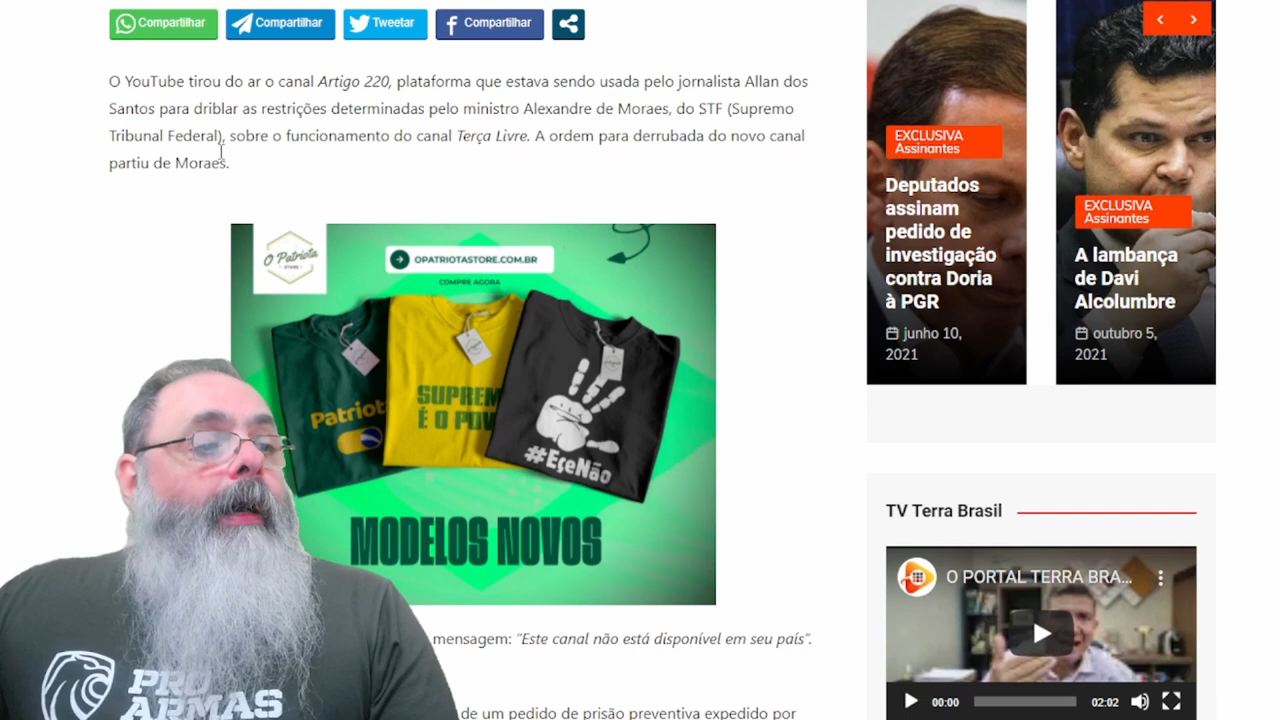 Compartilhar
Compartilhar
Tweetar
Compartilhar
O YouTube tirou do ar o canal Artigo 220, plataforma que estava sendo usada pelo jornalista Allan dos
Santos para driblar as restrições determinadas pelo ministro Alexandre de Moraes, do STF (Supremo
Tribunal Federal), sobre o funcionamento do canal Terça Livre. A ordem para derrubada do novo canal
partiu de Moraes.
O Patriota
STORE
OPATRIOTASTORE.COM.BR
COMPRE AGORA
Patriot
SUPREM
É O POV
#EçeNão
MODELOS NOVOS
mensagem: "Este canal não está disponível em seu país".
de um pedido de prisão preventiva expedido por
PRO
ARMAS
EXCLUSIVA
Assinantes
Deputados
assinam
pedido de
investigação
contra Doria
à PGR
junho 10,
2021
EXCLUSIVA
Assinantes
A lambança
de Davi
Alcolumbre
outubro 5,
2021
TV Terra Brasil
O PORTAL TERRA BRA...
00:00
02:02